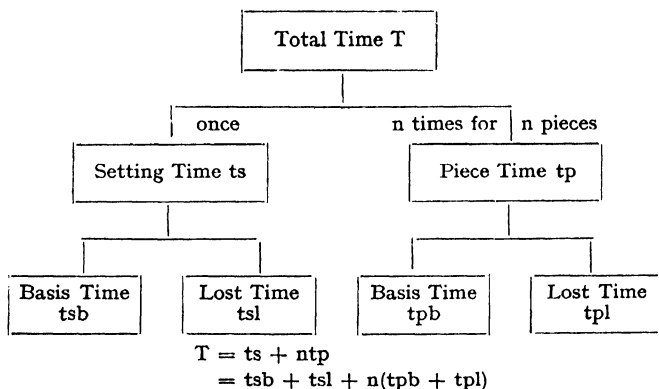 Total Time T
once
n times for n pieces
Setting Time ts
Piece Time tp
Basis Time
tsb
Lost Time
tsl
Basis Time
tpb
Lost Time
tpl
T = ts + ntp
= tsb + tsl + n(tpb + tpl)